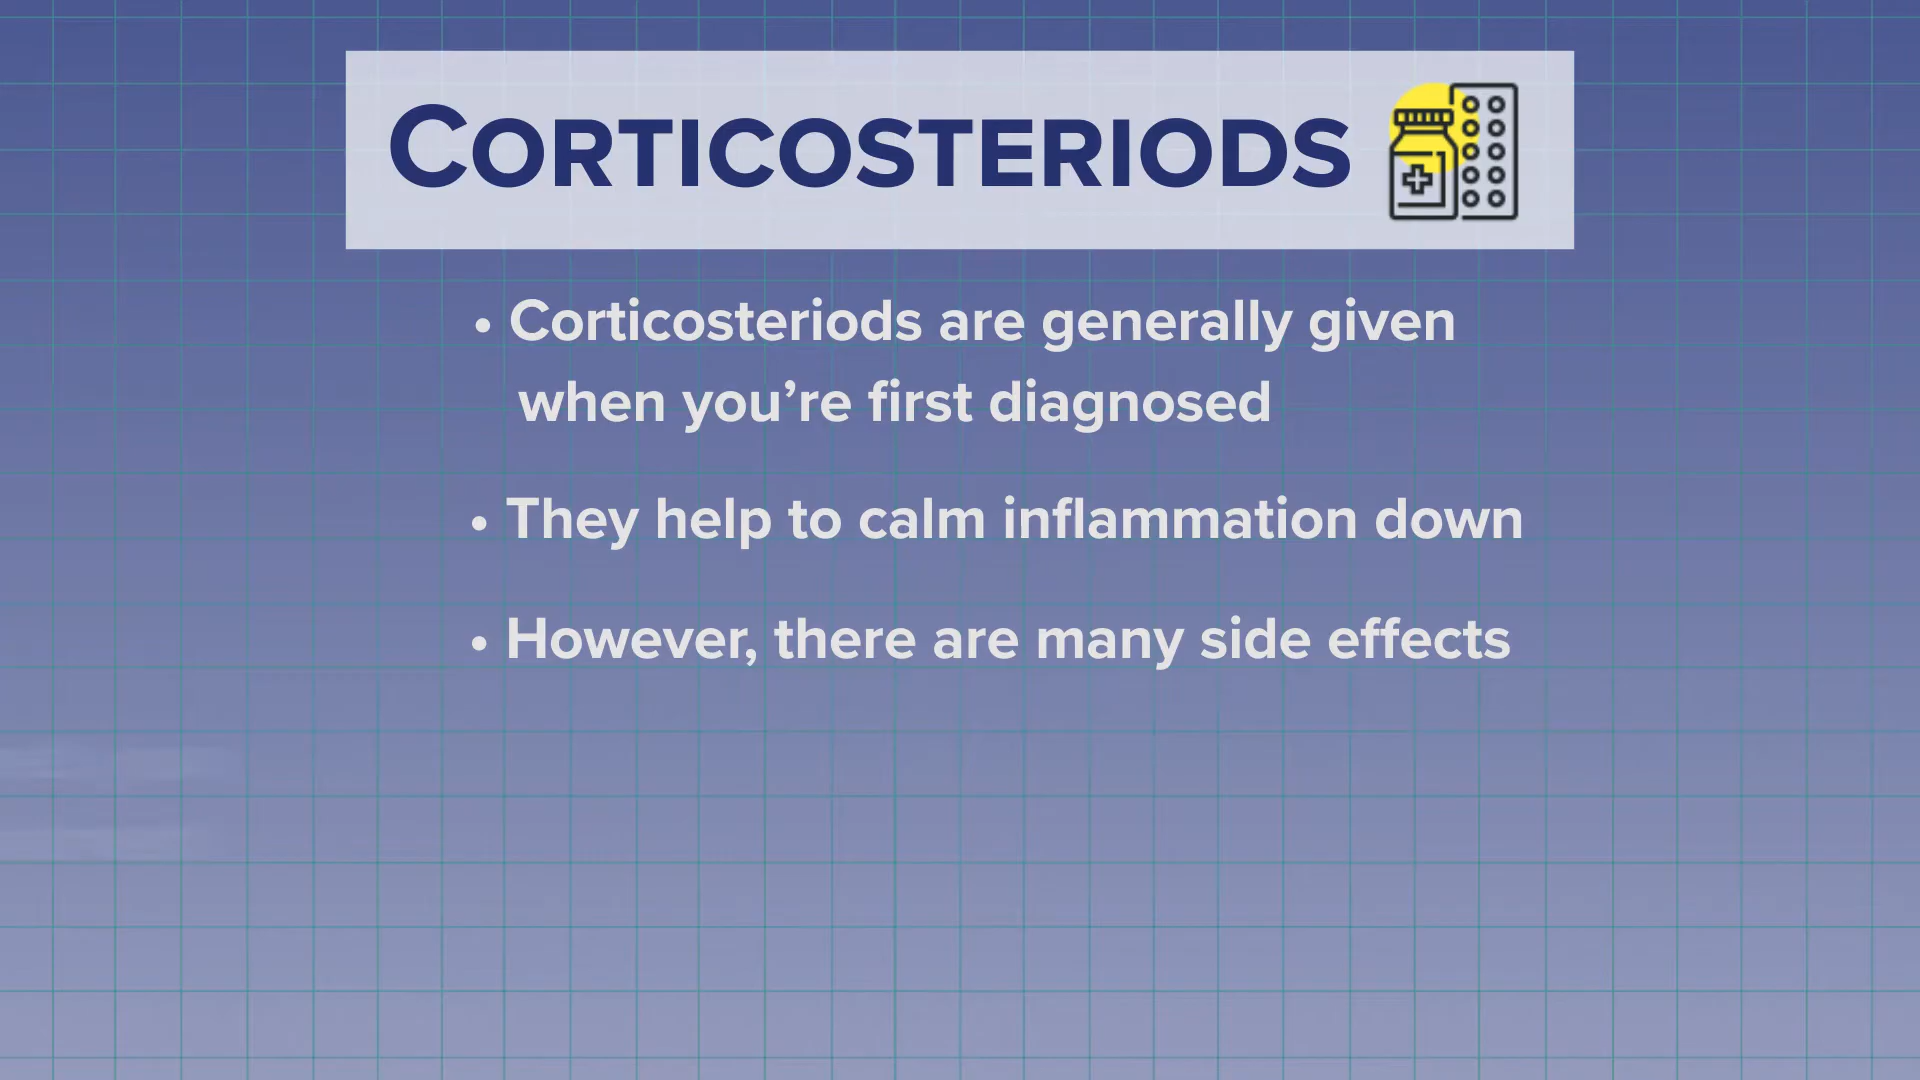 CORTICOSTERIODS
• Corticosteriods are generally given
when you’re first diagnosed
• They help to calm inflammation down
• However, there are many side effects